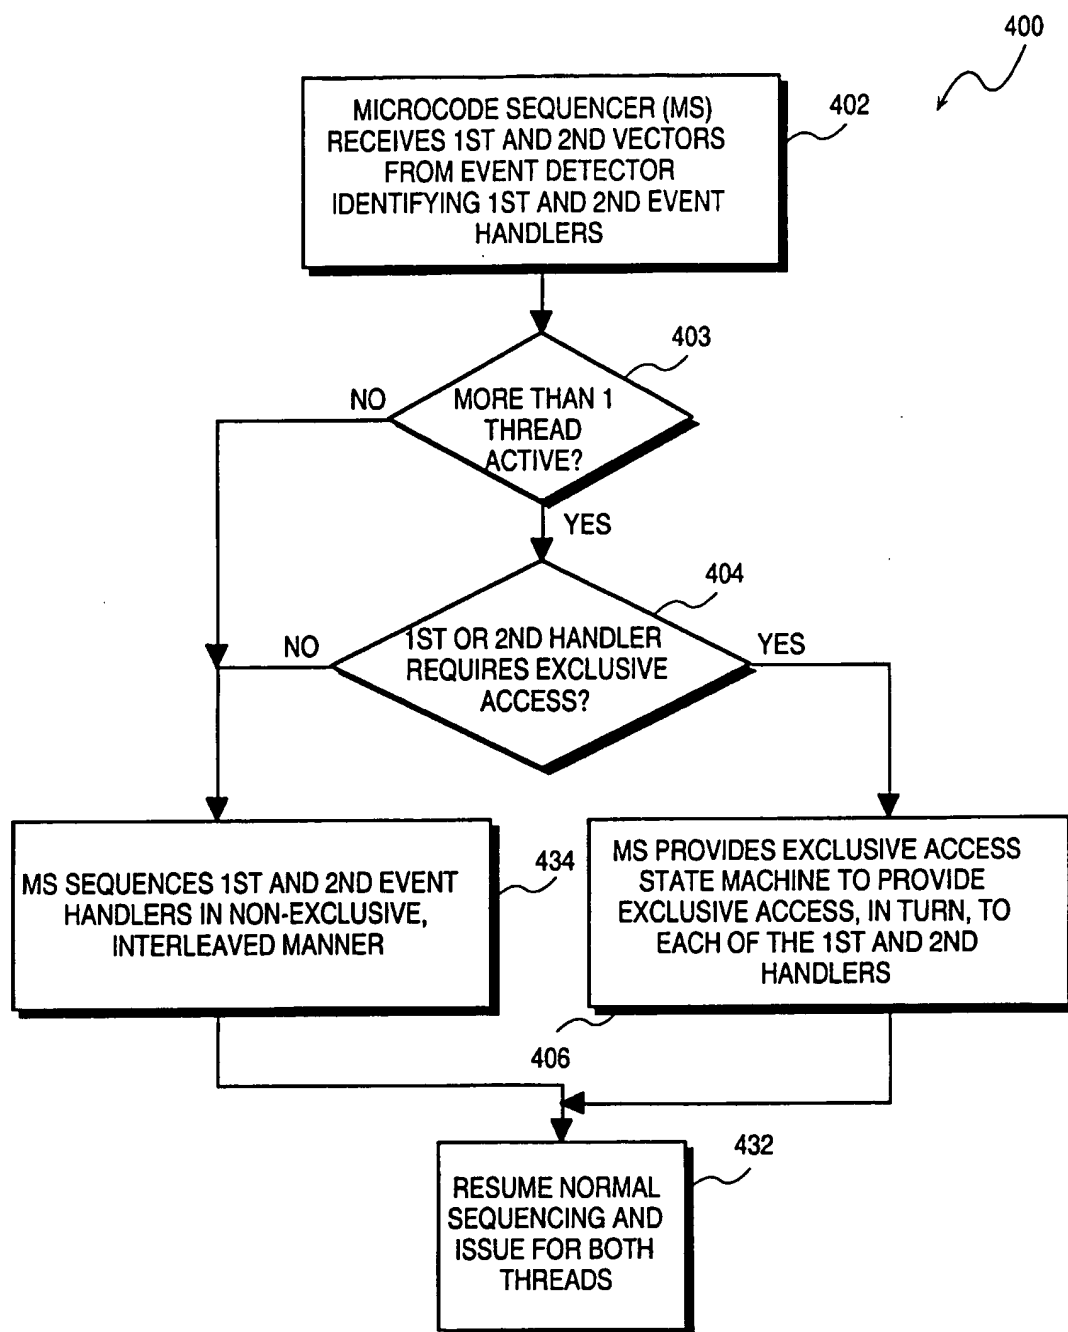 400
MICROCODE SEQUENCER (MS)
RECEIVES 1ST AND 2ND VECTORS
FROM EVENT DETECTOR
IDENTIFYING 1ST AND 2ND EVENT
HANDLERS
402
403
NO
MORE THAN 1
THREAD
ACTIVE?
YES
404
NO
1ST OR 2ND HANDLER
REQUIRES EXCLUSIVE
ACCESS?
YES
MS SEQUENCES 1ST AND 2ND EVENT
HANDLERS IN NON-EXCLUSIVE,
INTERLEAVED MANNER
434
MS PROVIDES EXCLUSIVE ACCESS
STATE MACHINE TO PROVIDE
EXCLUSIVE ACCESS, IN TURN, TO
EACH OF THE 1ST AND 2ND
HANDLERS
406
432
RESUME NORMAL
SEQUENCING AND
ISSUE FOR BOTH
THREADS